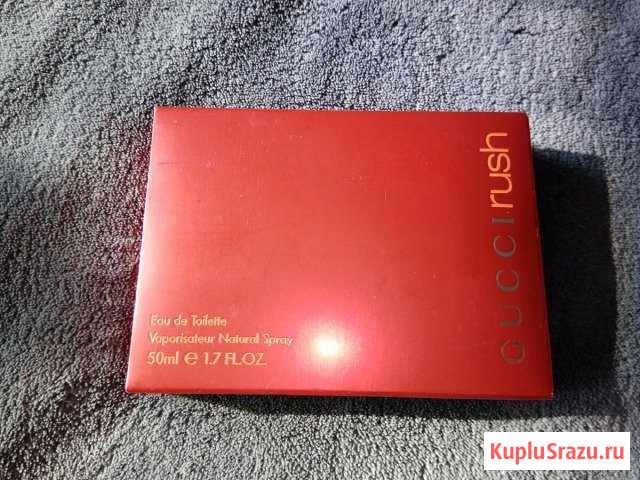 GUCCI rush
Eau de Toilette
Vaporisateur Natural Spray
50ml e 1.7 FL.OZ.
KupluSrazu.ru